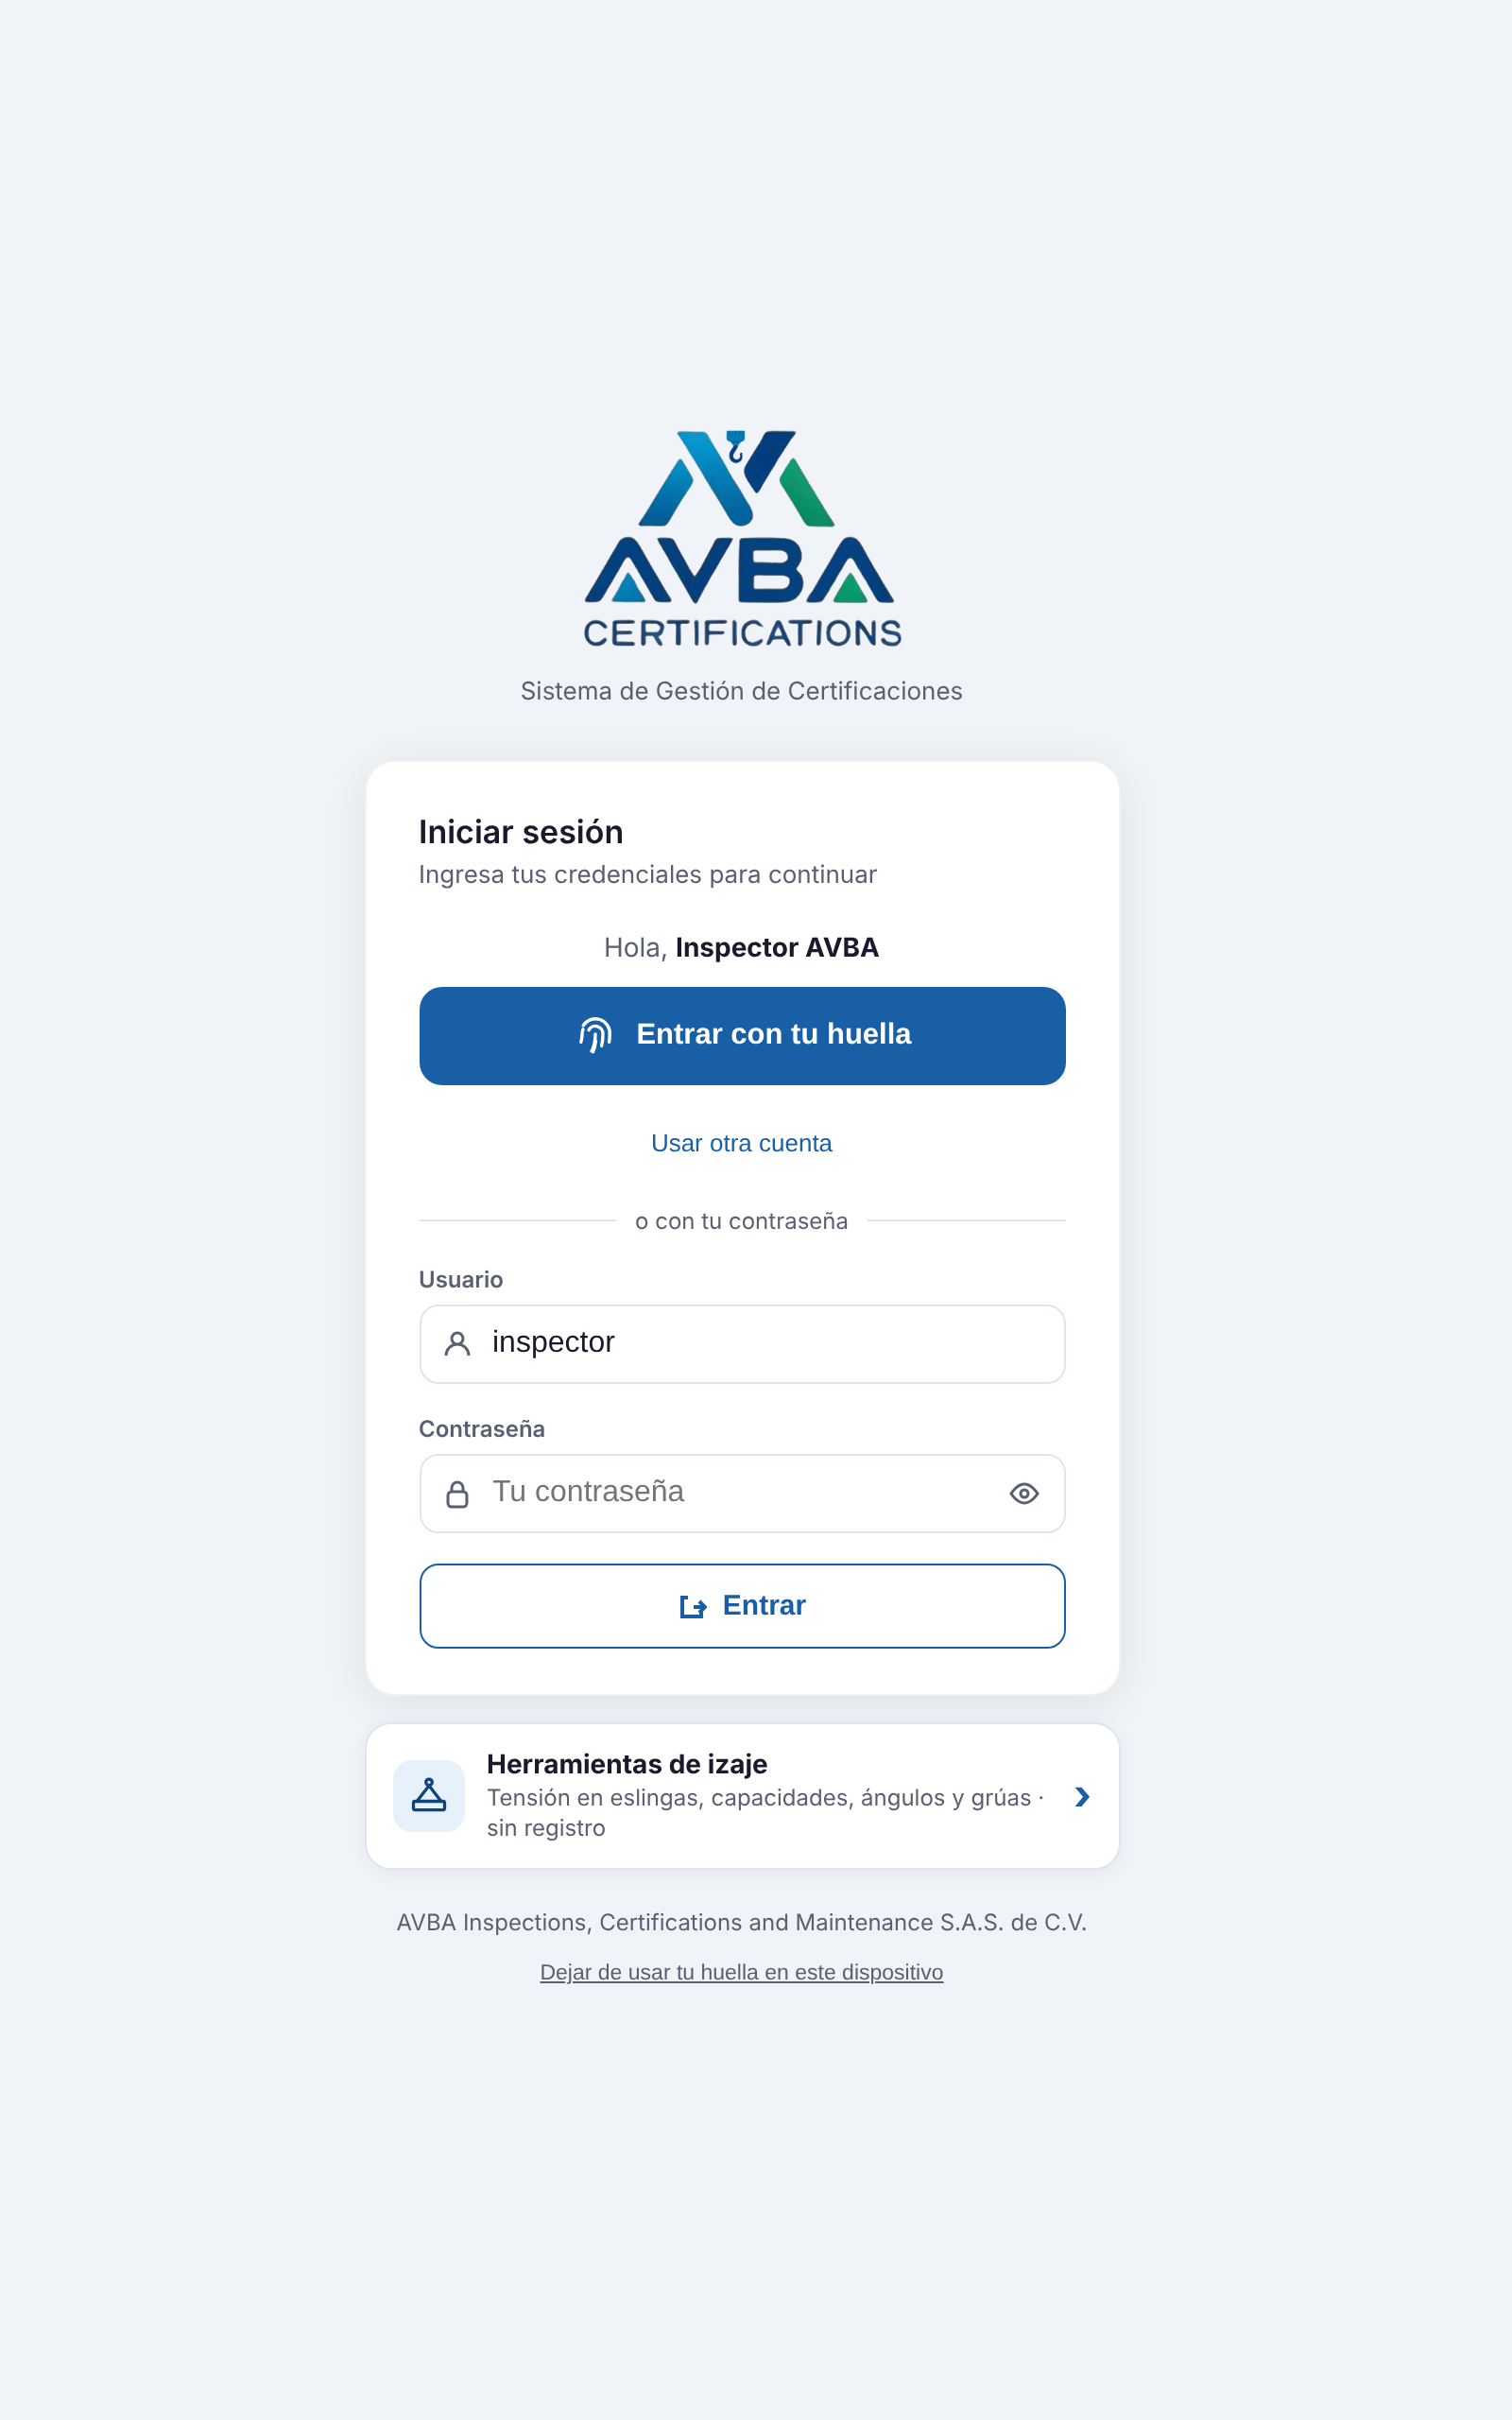 AVBA
CERTIFICATIONS
Sistema de Gestión de Certificaciones
Iniciar sesión
Ingresa tus credenciales para continuar
Hola, Inspector AVBA
Entrar con tu huella
Usar otra cuenta
o con tu contraseña
Usuario
inspector
Contraseña
Tu contraseña
Entrar
Herramientas de izaje
Tensión en eslingas, capacidades, ángulos y grúas ·
sin registro
AVBA Inspections, Certifications and Maintenance S.A.S. de C.V.
Dejar de usar tu huella en este dispositivo